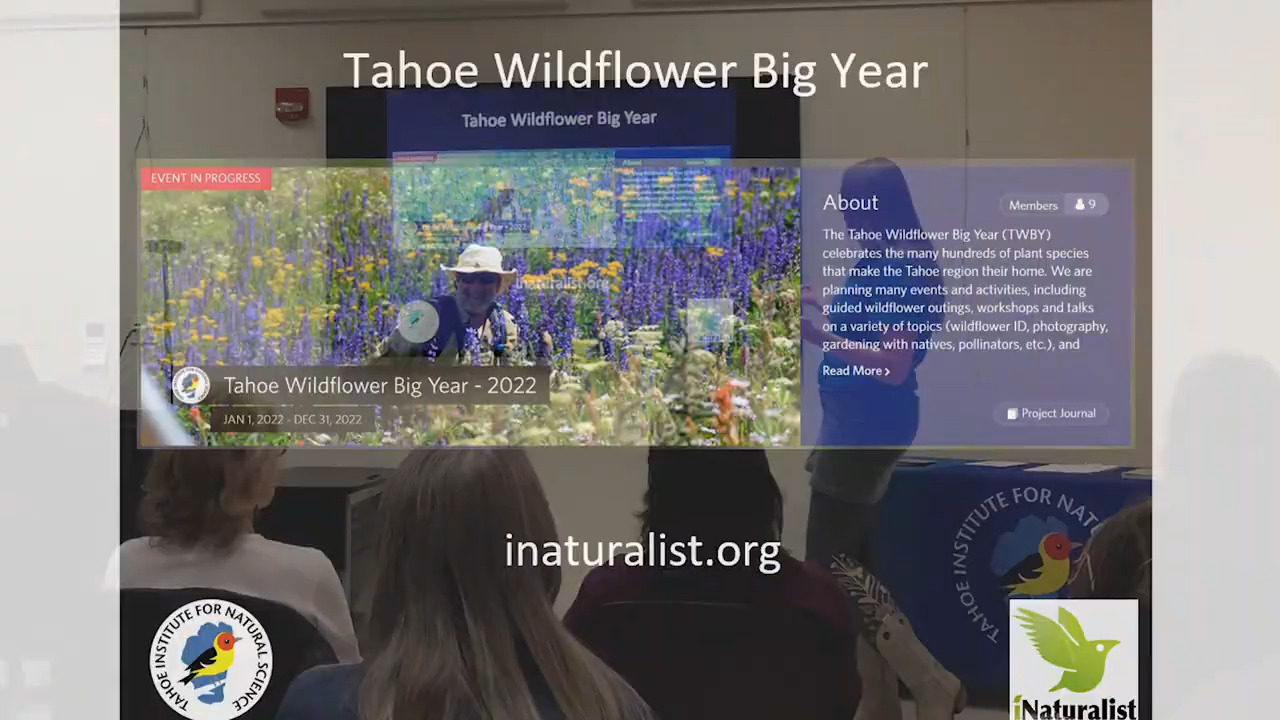 Tahoe Wildflower Big Year
Tahoe Wildflower Big Year
EVENT IN PROGRESS
About
Members 9
The Tahoe Wildflower Big Year (TWBY)
celebrates the many hundreds of plant species
that make the Tahoe region their home. We are
planning many events and activities, including
guided wildflower outings, workshops and talks
on a variety of topics (wildflower ID, photography,
gardening with natives, pollinators, etc.), and
Read More >
Project Journal
inaturalist.org
Tahoe Wildflower Big Year - 2022
JAN 1, 2022 - DEC 31, 2022
inaturalist.org
TAHOE INSTITUTE FOR NAT
TAHOE INSTITUTE FOR NATURAL SCIENCE
iNaturalist